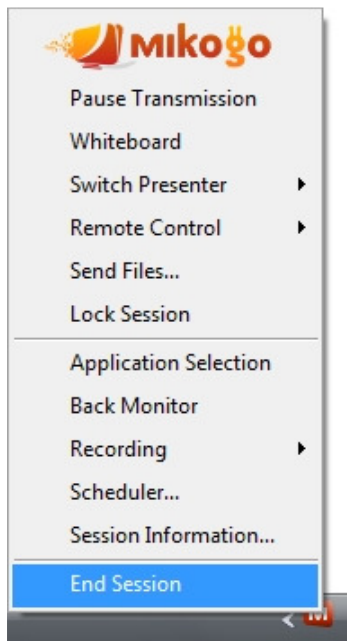 mikogo
Pause Transmission
Whiteboard
Switch Presenter
Remote Control
Send Files...
Lock Session
Application Selection
Back Monitor
Recording
Scheduler...
Session Information...
End Session
M